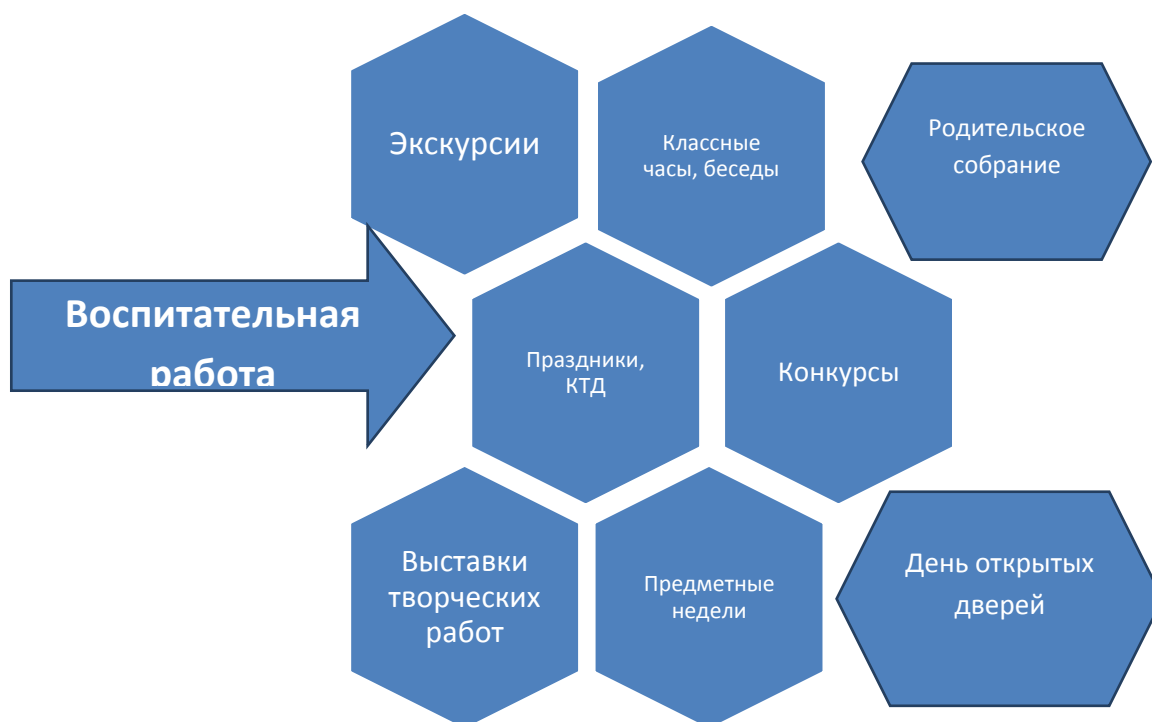 Экскурсии
Классные
часы, беседы
Родительское
собрание
Воспитательная
работа
Праздники,
КТД
Конкурсы
Выставки
творческих
работ
Предметные
недели
День открытых
дверей